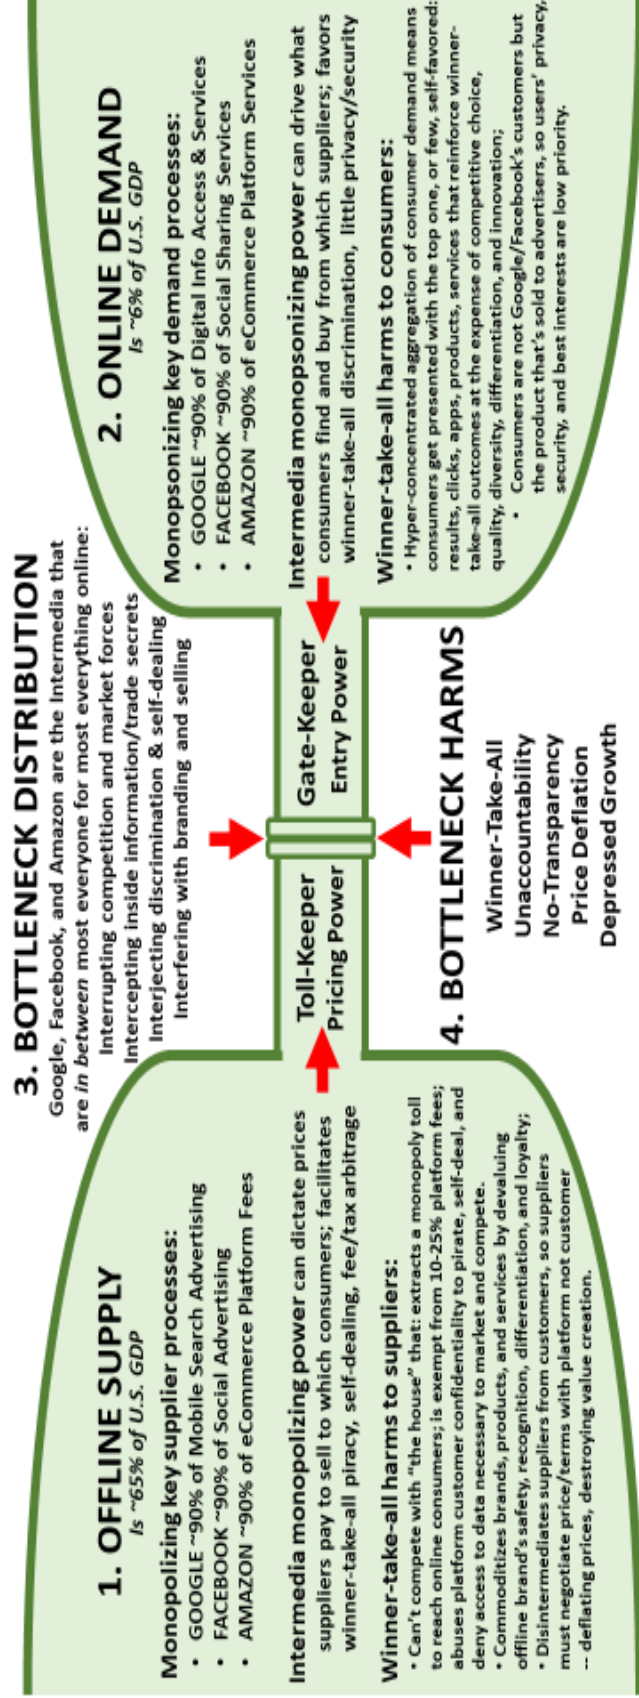 1. OFFLINE SUPPLY
Is ~65% of U.S. GDP
Monopolizing key supplier processes:
• GOOGLE ~90% of Mobile Search Advertising
• FACEBOOK ~90% of Social Advertising
• AMAZON ~90% of eCommerce Platform Fees
Intermedia monopolizing power can dictate prices
suppliers pay to sell to which consumers; facilitates
winner-take-all piracy, self-dealing, fee/tax arbitrage
Winner-take-all harms to suppliers:
• Can't compete with "the house" that: extracts a monopoly toll
to reach online consumers; is exempt from 10-25% platform fees;
abuses platform customer confidentiality to pirate, self-deal, and
deny access to data necessary to market and compete.
• Commoditizes brands, products, and services by devaluing
offline brand's safety, recognition, differentiation, and loyalty;
• Disintermediates suppliers from customers, so suppliers
must negotiate price/terms with platform not customer
-- deflating prices, destroying value creation.
3. BOTTLENECK DISTRIBUTION
Google, Facebook, and Amazon are the Intermedia that
are in between most everyone for most everything online:
Interrupting competition and market forces
Intercepting inside information/trade secrets
Interjecting discrimination & self-dealing
Interfering with branding and selling
Toll-Keeper
Pricing Power
Gate-Keeper
Entry Power
4. BOTTLENECK HARMS
Winner-Take-All
Unaccountability
No-Transparency
Price Deflation
Depressed Growth
2. ONLINE DEMAND
Is ~6% of U.S. GDP
Monopsonizing key demand processes:
• GOOGLE ~90% of Digital Info Access & Services
• FACEBOOK ~90% of Social Sharing Services
• AMAZON ~90% of eCommerce Platform Services
Intermedia monopsonizing power can drive what
consumers find and buy from which suppliers; favors
winner-take-all discrimination, little privacy/security
Winner-take-all harms to consumers:
• Hyper-concentrated aggregation of consumer demand means
consumers get presented with the top one, or few, self-favored:
results, clicks, apps, products, services that reinforce winner-
take-all outcomes at the expense of competitive choice,
quality, diversity, differentiation, and innovation;
• Consumers are not Google/Facebook's customers but
the product that's sold to advertisers, so users' privacy,
security, and best interests are low priority.